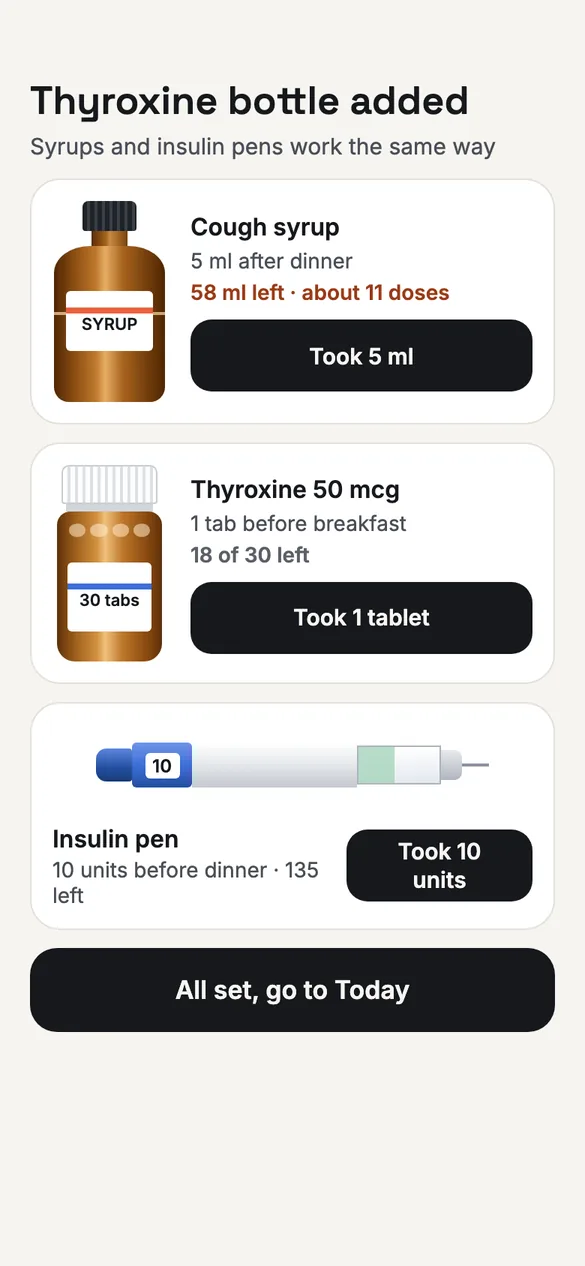 Thyroxine bottle added
Syrups and insulin pens work the same way
SYRUP
Cough syrup
5 ml after dinner
58 ml left · about 11 doses
Took 5 ml
30 tabs
Thyroxine 50 mcg
1 tab before breakfast
18 of 30 left
Took 1 tablet
10
Insulin pen
10 units before dinner · 135
left
Took 10
units
All set, go to Today